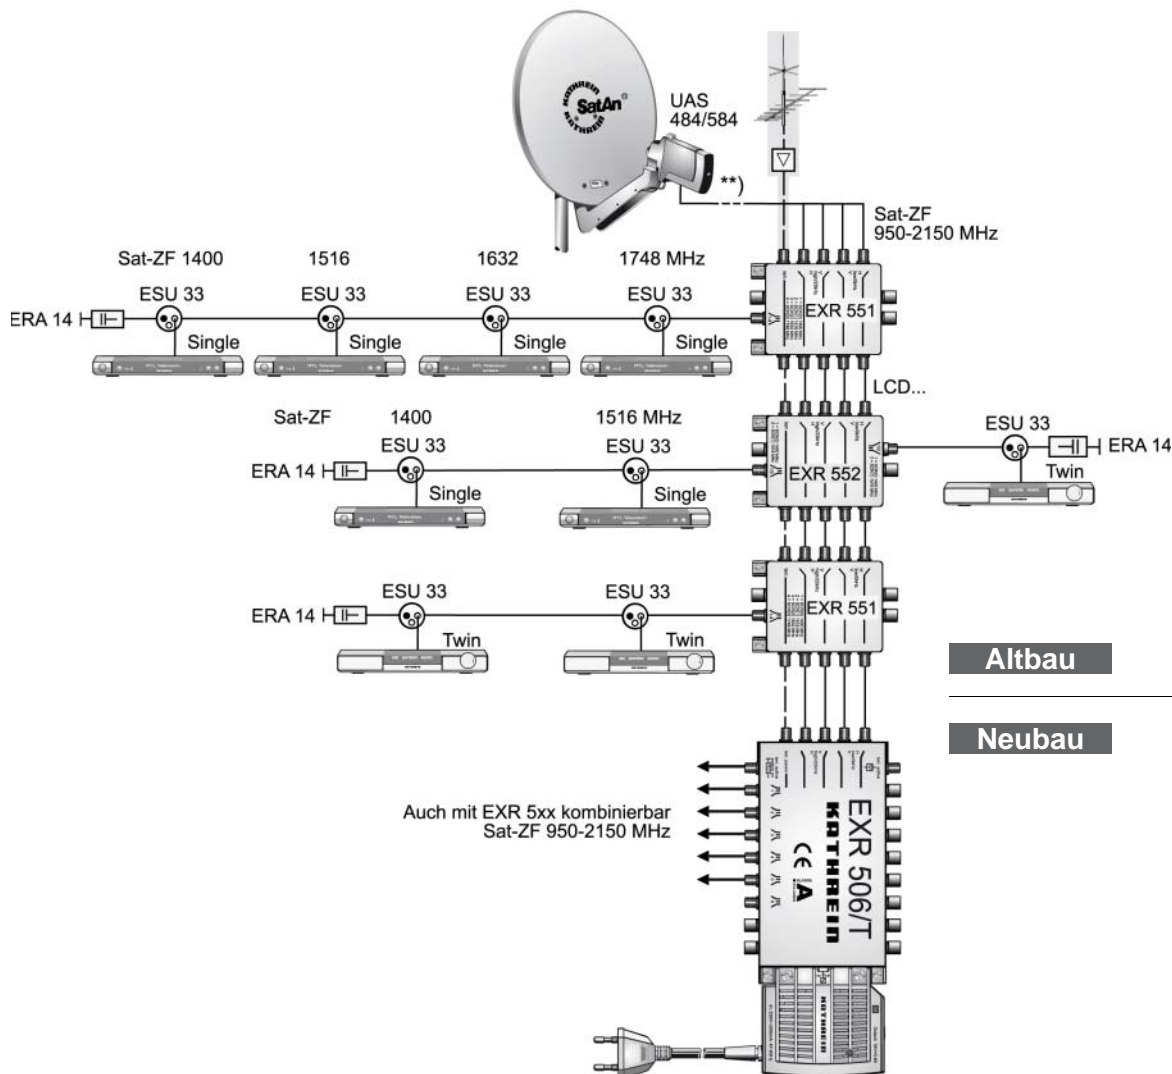 KATHREIN
SatAn
KATHREIN
UAS
484/584
**)
Sat-ZF
950-2150 MHz
Sat-ZF 1400
1516
1632
1748 MHz
ERA 14
ESU 33
ESU 33
ESU 33
ESU 33
EXR 551
Single
Single
Single
Single
LCD...
Sat-ZF
1400
1516 MHz
ERA 14
ESU 33
ESU 33
EXR 552
ESU 33
ERA 14
Single
Single
Twin
ERA 14
ESU 33
ESU 33
EXR 551
Twin
Twin
Altbau
Neubau
Auch mit EXR 5xx kombinierbar
Sat-ZF 950-2150 MHz
EXR 506/T
KATHREIN
CE
A
KATHREIN